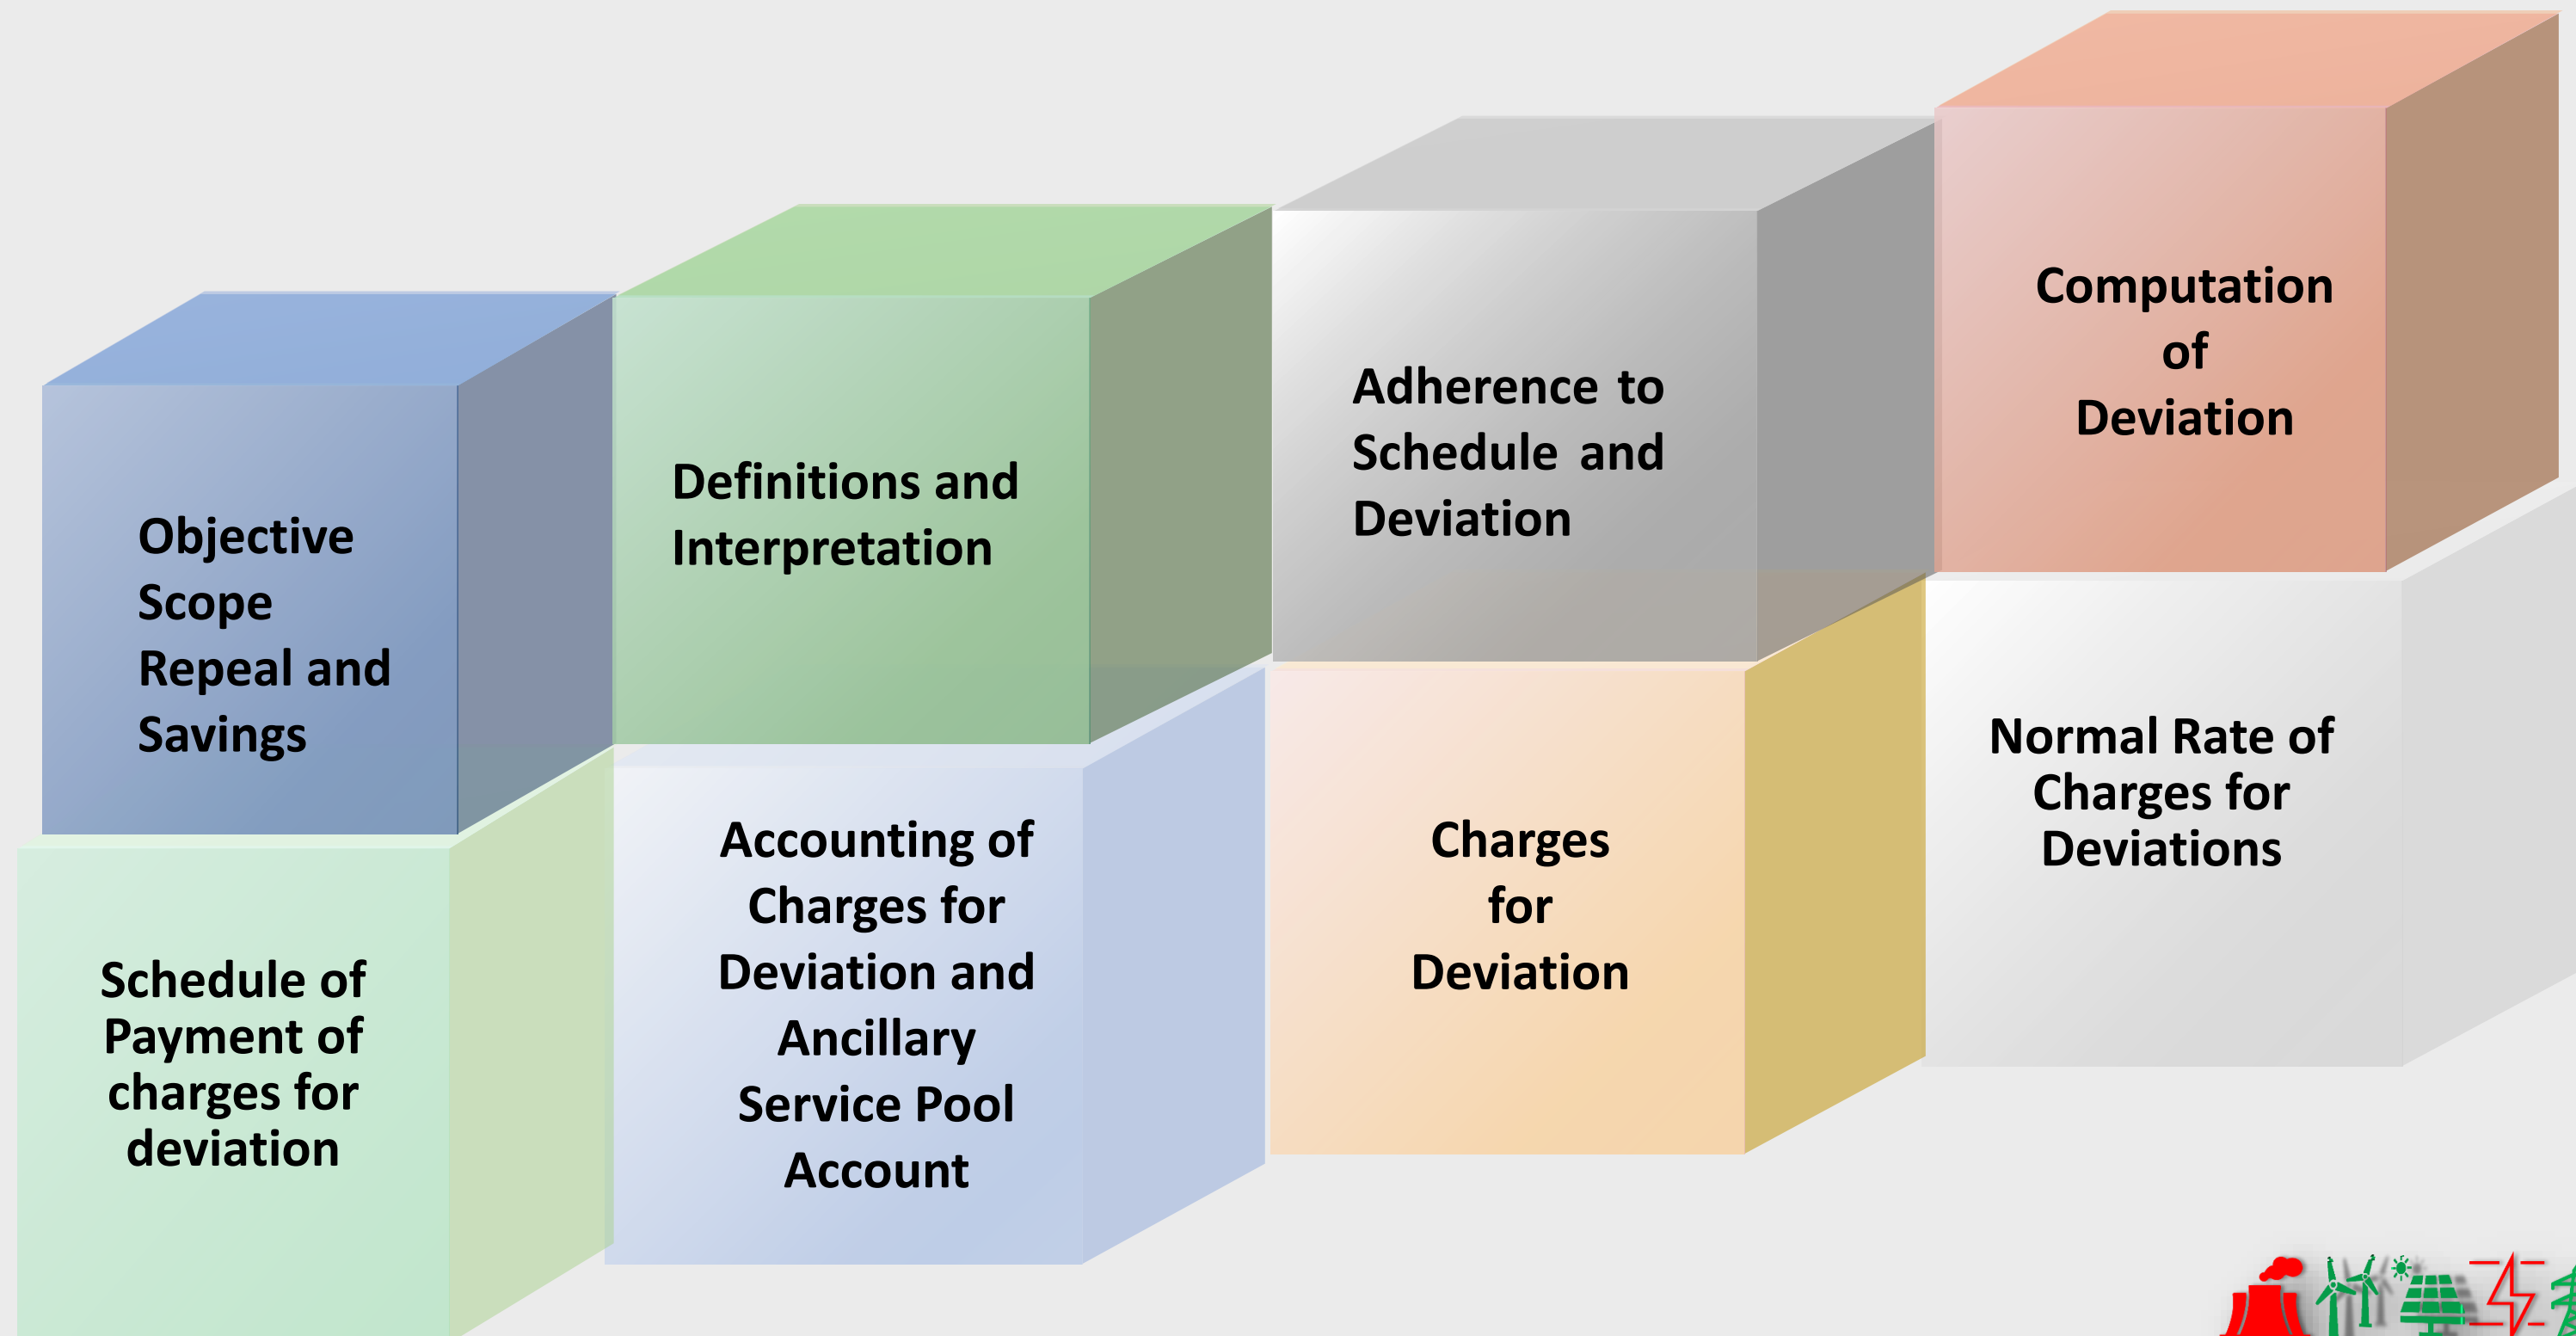 Objective
Scope
Repeal and
Savings
Definitions and
Interpretation
Adherence to
Schedule and
Deviation
Computation
of
Deviation
Schedule of
Payment of
charges for
deviation
Accounting of
Charges for
Deviation and
Ancillary
Service Pool
Account
Charges
for
Deviation
Normal Rate of
Charges for
Deviations